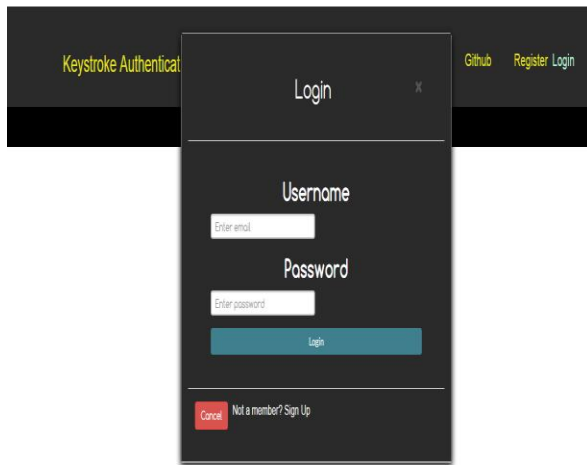 Keystroke Authenticat
Github Register Login
Login
x
Username
Enter email
Password
Enter password
Login
Cancel Not a member? Sign Up